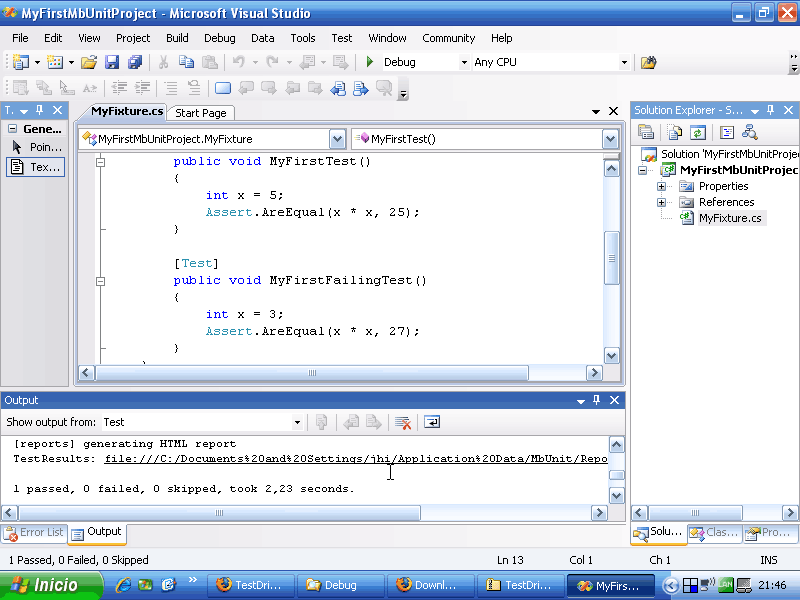 MyFirstMbUnitProject - Microsoft Visual Studio
File Edit View Project Build Debug Data Tools Test Window Community Help
Debug Any CPU
T. MyFixture.cs Start Page Solution Explorer - S...
Gene...
Poin...
Tex...
MyFirstMbUnitProject.MyFixture MyFirstTest()
public void MyFirstTest()
{
int x = 5;
Assert.AreEqual(x * x, 25);
}
[Test]
public void MyFirstFailingTest()
{
int x = 3;
Assert.AreEqual(x * x, 27);
}
Solution 'MyFirstMbUnitProje
MyFirstMbUnitProjec
Properties
References
MyFixture.cs
Output
Show output from: Test
[reports] generating HTML report
TestResults: file:///C:/Documents%20and%20Settings/jhi/Application%20Data/MbUnit/Repo
1 passed, 0 failed, 0 skipped, took 2,23 seconds.
Error List Output Solu... Clas... Pro...
1 Passed, 0 Failed, 0 Skipped Ln 13 Col 1 Ch 1 INS
Inicio TestDri... Debug Downl... TestDri... MyFirs... 21:46